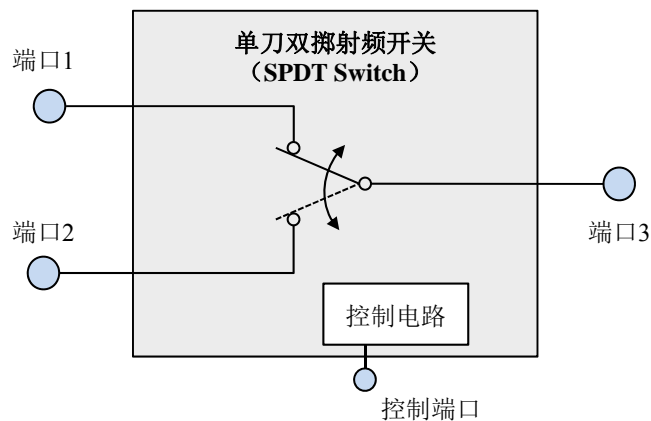 单刀双掷射频开关
（SPDT Switch）
端口1
端口2
端口3
控制电路
控制端口